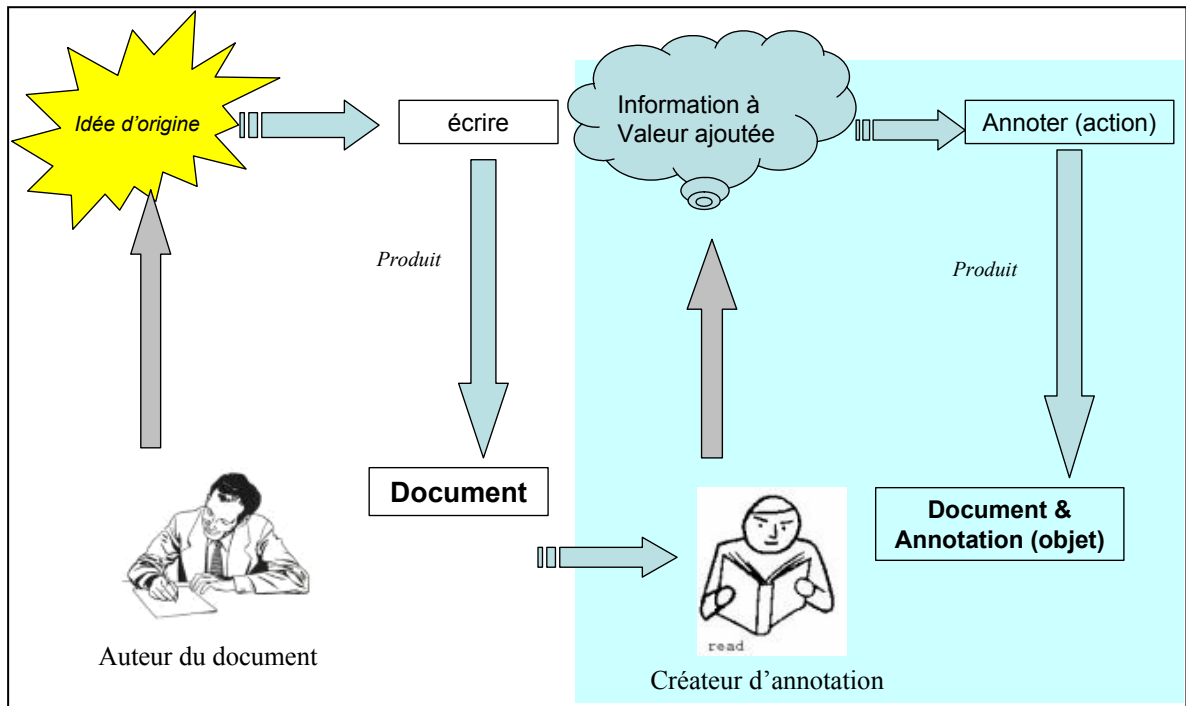 Idée d'origine
écrire
Information à
Valeur ajoutée
Annoter (action)
Produit
Produit
Document
Document &
Annotation (objet)
read
Auteur du document
Créateur d'annotation